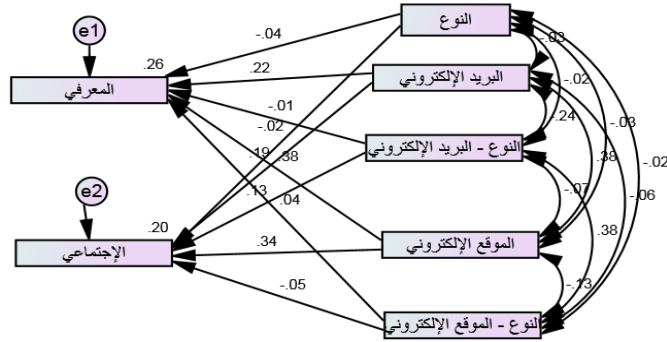 النوع
e1
-.04
-.03
.26
.22
البريد الإلكتروني
المعرفي
-.02
-.01
.24
-.02
النوع - البريد الإلكتروني
-.03
.19
.38
.38
-.02
e2
.13
.04
.07
-.06
.20
.34
الموقع الإلكتروني
.38
الإجتماعي
-.05
-.13
النوع - الموقع الإلكتروني